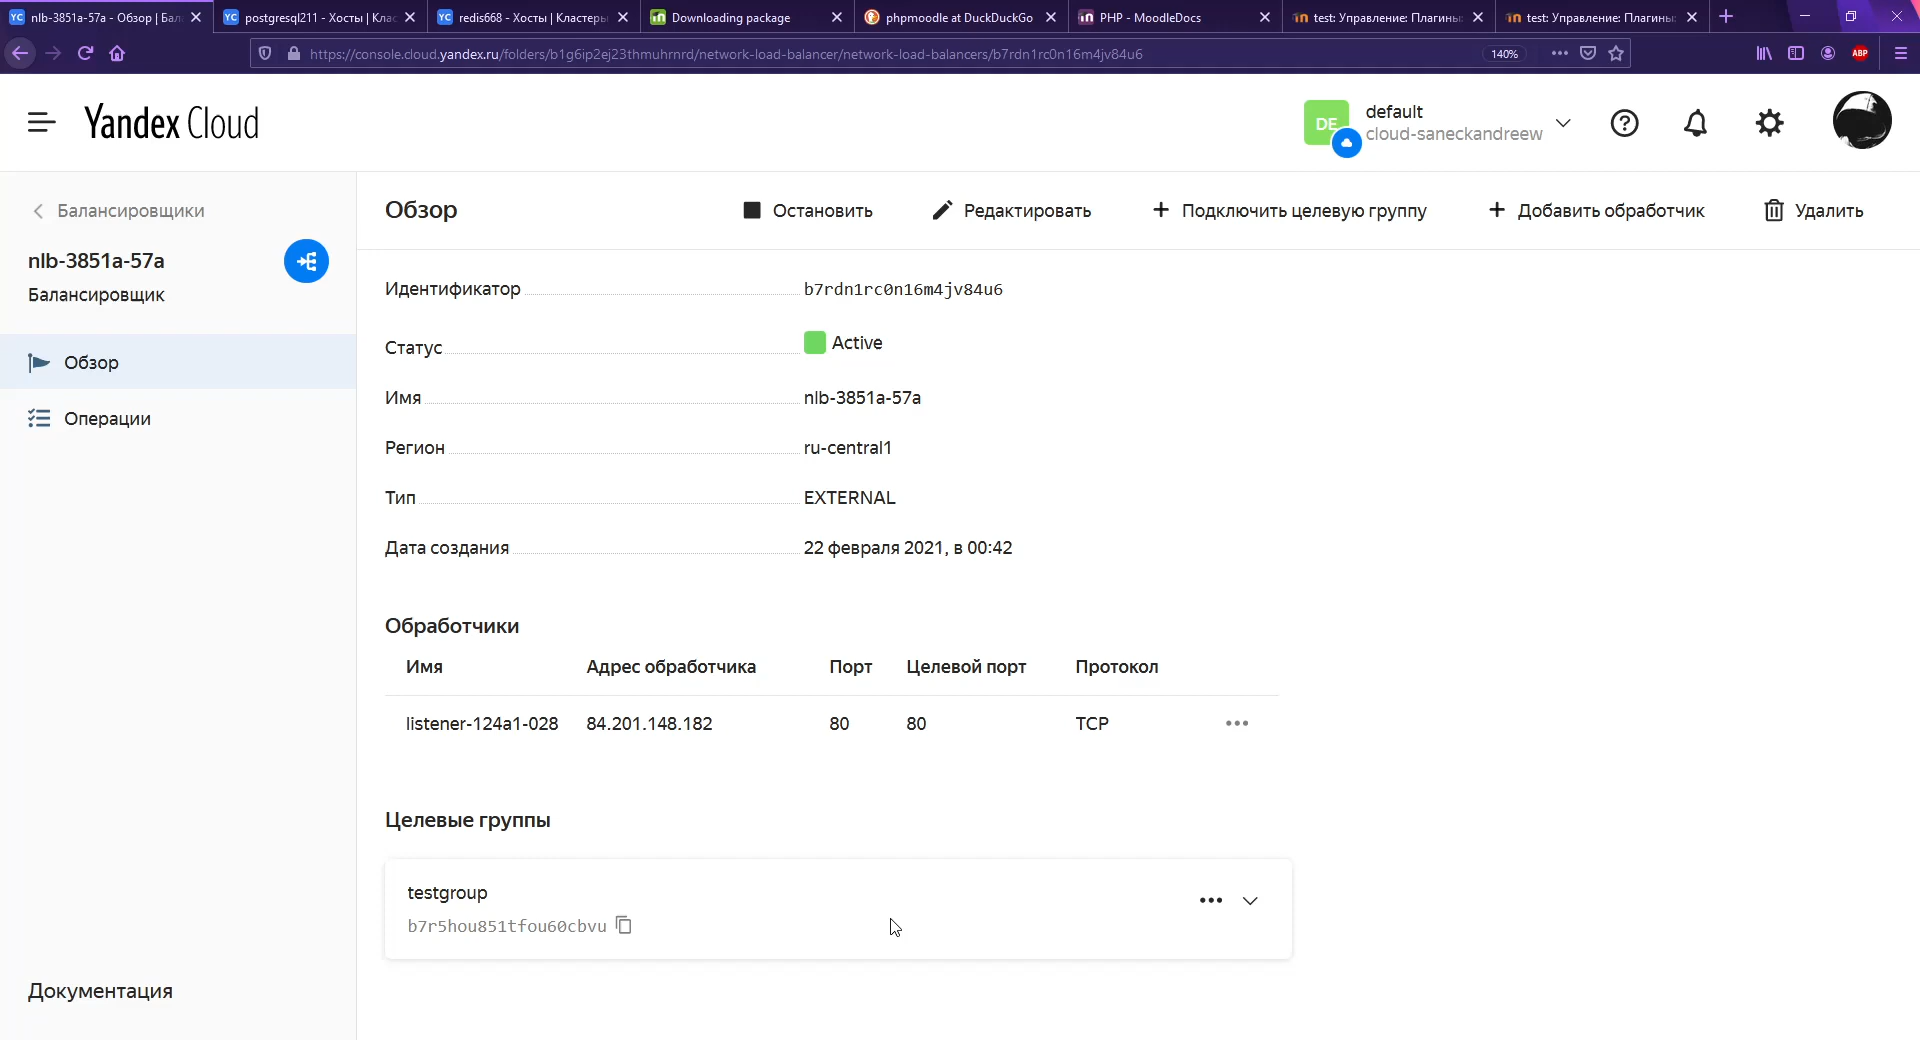 nlb-3851a-57a - Обзор | Бал
postgresql211 - Хосты | Клас
redis668 - Хосты | Кластеры
Downloading package
phpmoodle at DuckDuckGo
PHP - MoodleDocs
test: Управление: Плагины:
test: Управление: Плагины:
https://console.cloud.yandex.ru/folders/b1g6ip2ej23thmuhrnrd/network-load-balancer/network-load-balancers/b7rdn1rc0n16m4jv84u6
140%
ABP
Yandex Cloud
DE
default
cloud-saneckandreew
Балансировщики
nlb-3851a-57a
Балансировщик
Обзор
Операции
Документация
Обзор
Остановить
Редактировать
Подключить целевую группу
Добавить обработчик
Удалить
Идентификатор b7rdn1rc0n16m4jv84u6
Статус Active
Имя nlb-3851a-57a
Регион ru-central1
Тип EXTERNAL
Дата создания 22 февраля 2021, в 00:42
Обработчики
Имя Адрес обработчика Порт Целевой порт Протокол
listener-124a1-028 84.201.148.182 80 80 TCP
Целевые группы
testgroup
b7r5hou851tfou60cbvu